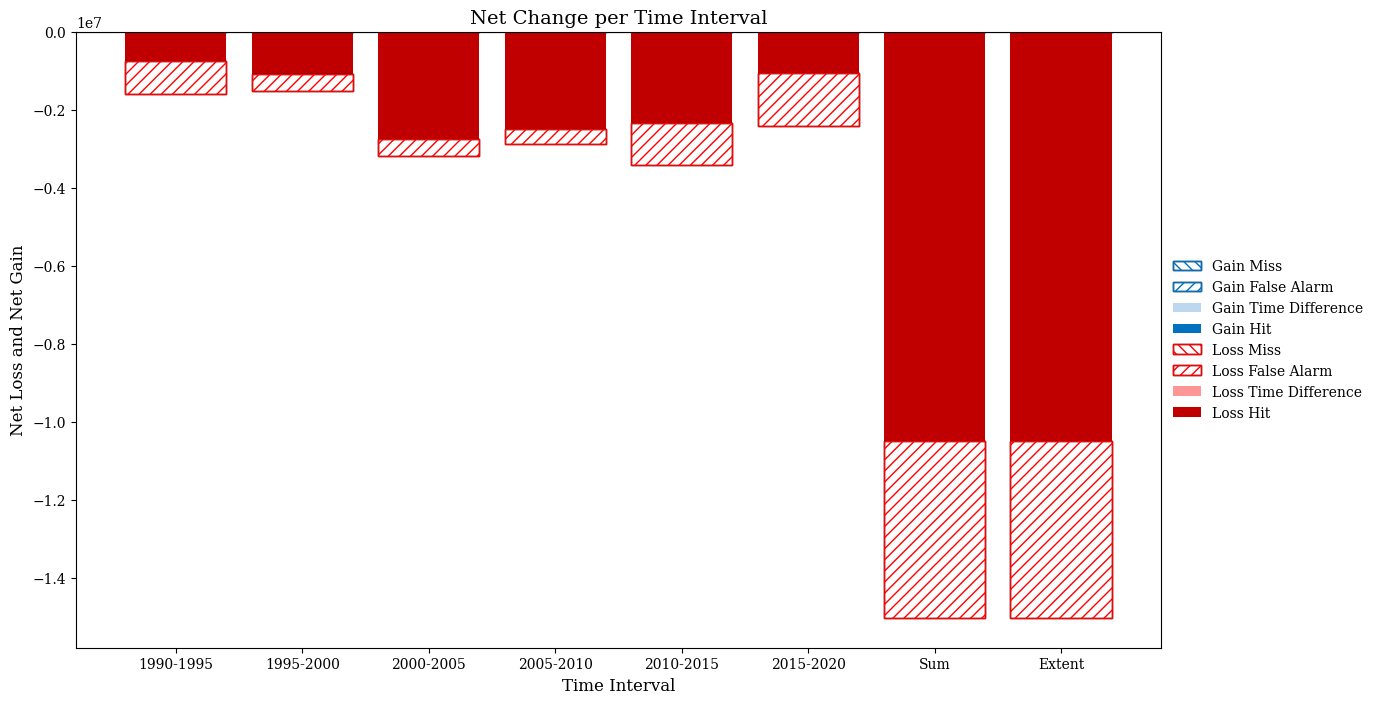 Net Change per Time Interval
1e7
0.0
−0.2
−0.4
−0.6
−0.8
−1.0
−1.2
−1.4
Net Loss and Net Gain
1990-1995
1995-2000
2000-2005
2005-2010
2010-2015
2015-2020
Sum
Extent
Time Interval
Gain Miss
Gain False Alarm
Gain Time Difference
Gain Hit
Loss Miss
Loss False Alarm
Loss Time Difference
Loss Hit